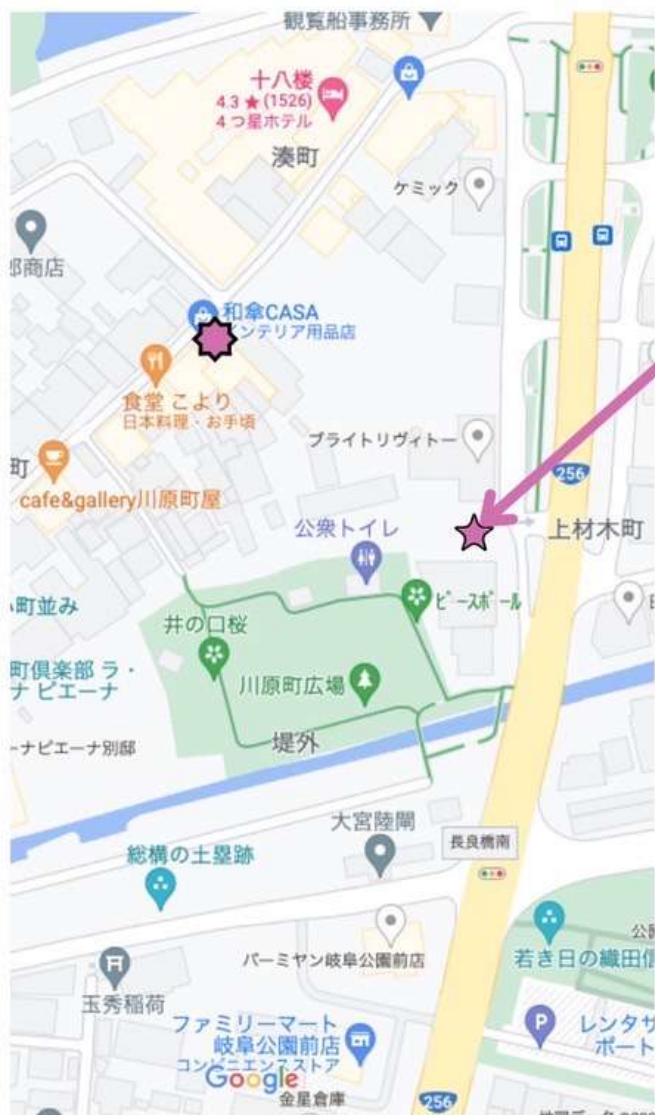 観覧船事務所
十八楼
4.3 ★ (1526)
4つ星ホテル
湊町
ケミック
郎商店
和傘CASA
インテリア用品店
食堂 こより
日本料理・お手頃
ブライトリヴィトー
町
256
cafe&gallery川原町屋
公衆トイレ
上材木町
町並み
ピースポール
井の口桜
町倶楽部 ラ・
ナピエーナ
川原町広場
ーナピエーナ別邸
堤外
大宮陸閘
長良橋南
総構の土塁跡
バーミヤン岐阜公園前店
若き日の織田信
玉秀稲荷
ファミリーマート
岐阜公園前店
コンビニエンスストア
P
レンタサ
ポート
Google
金星倉庫
256